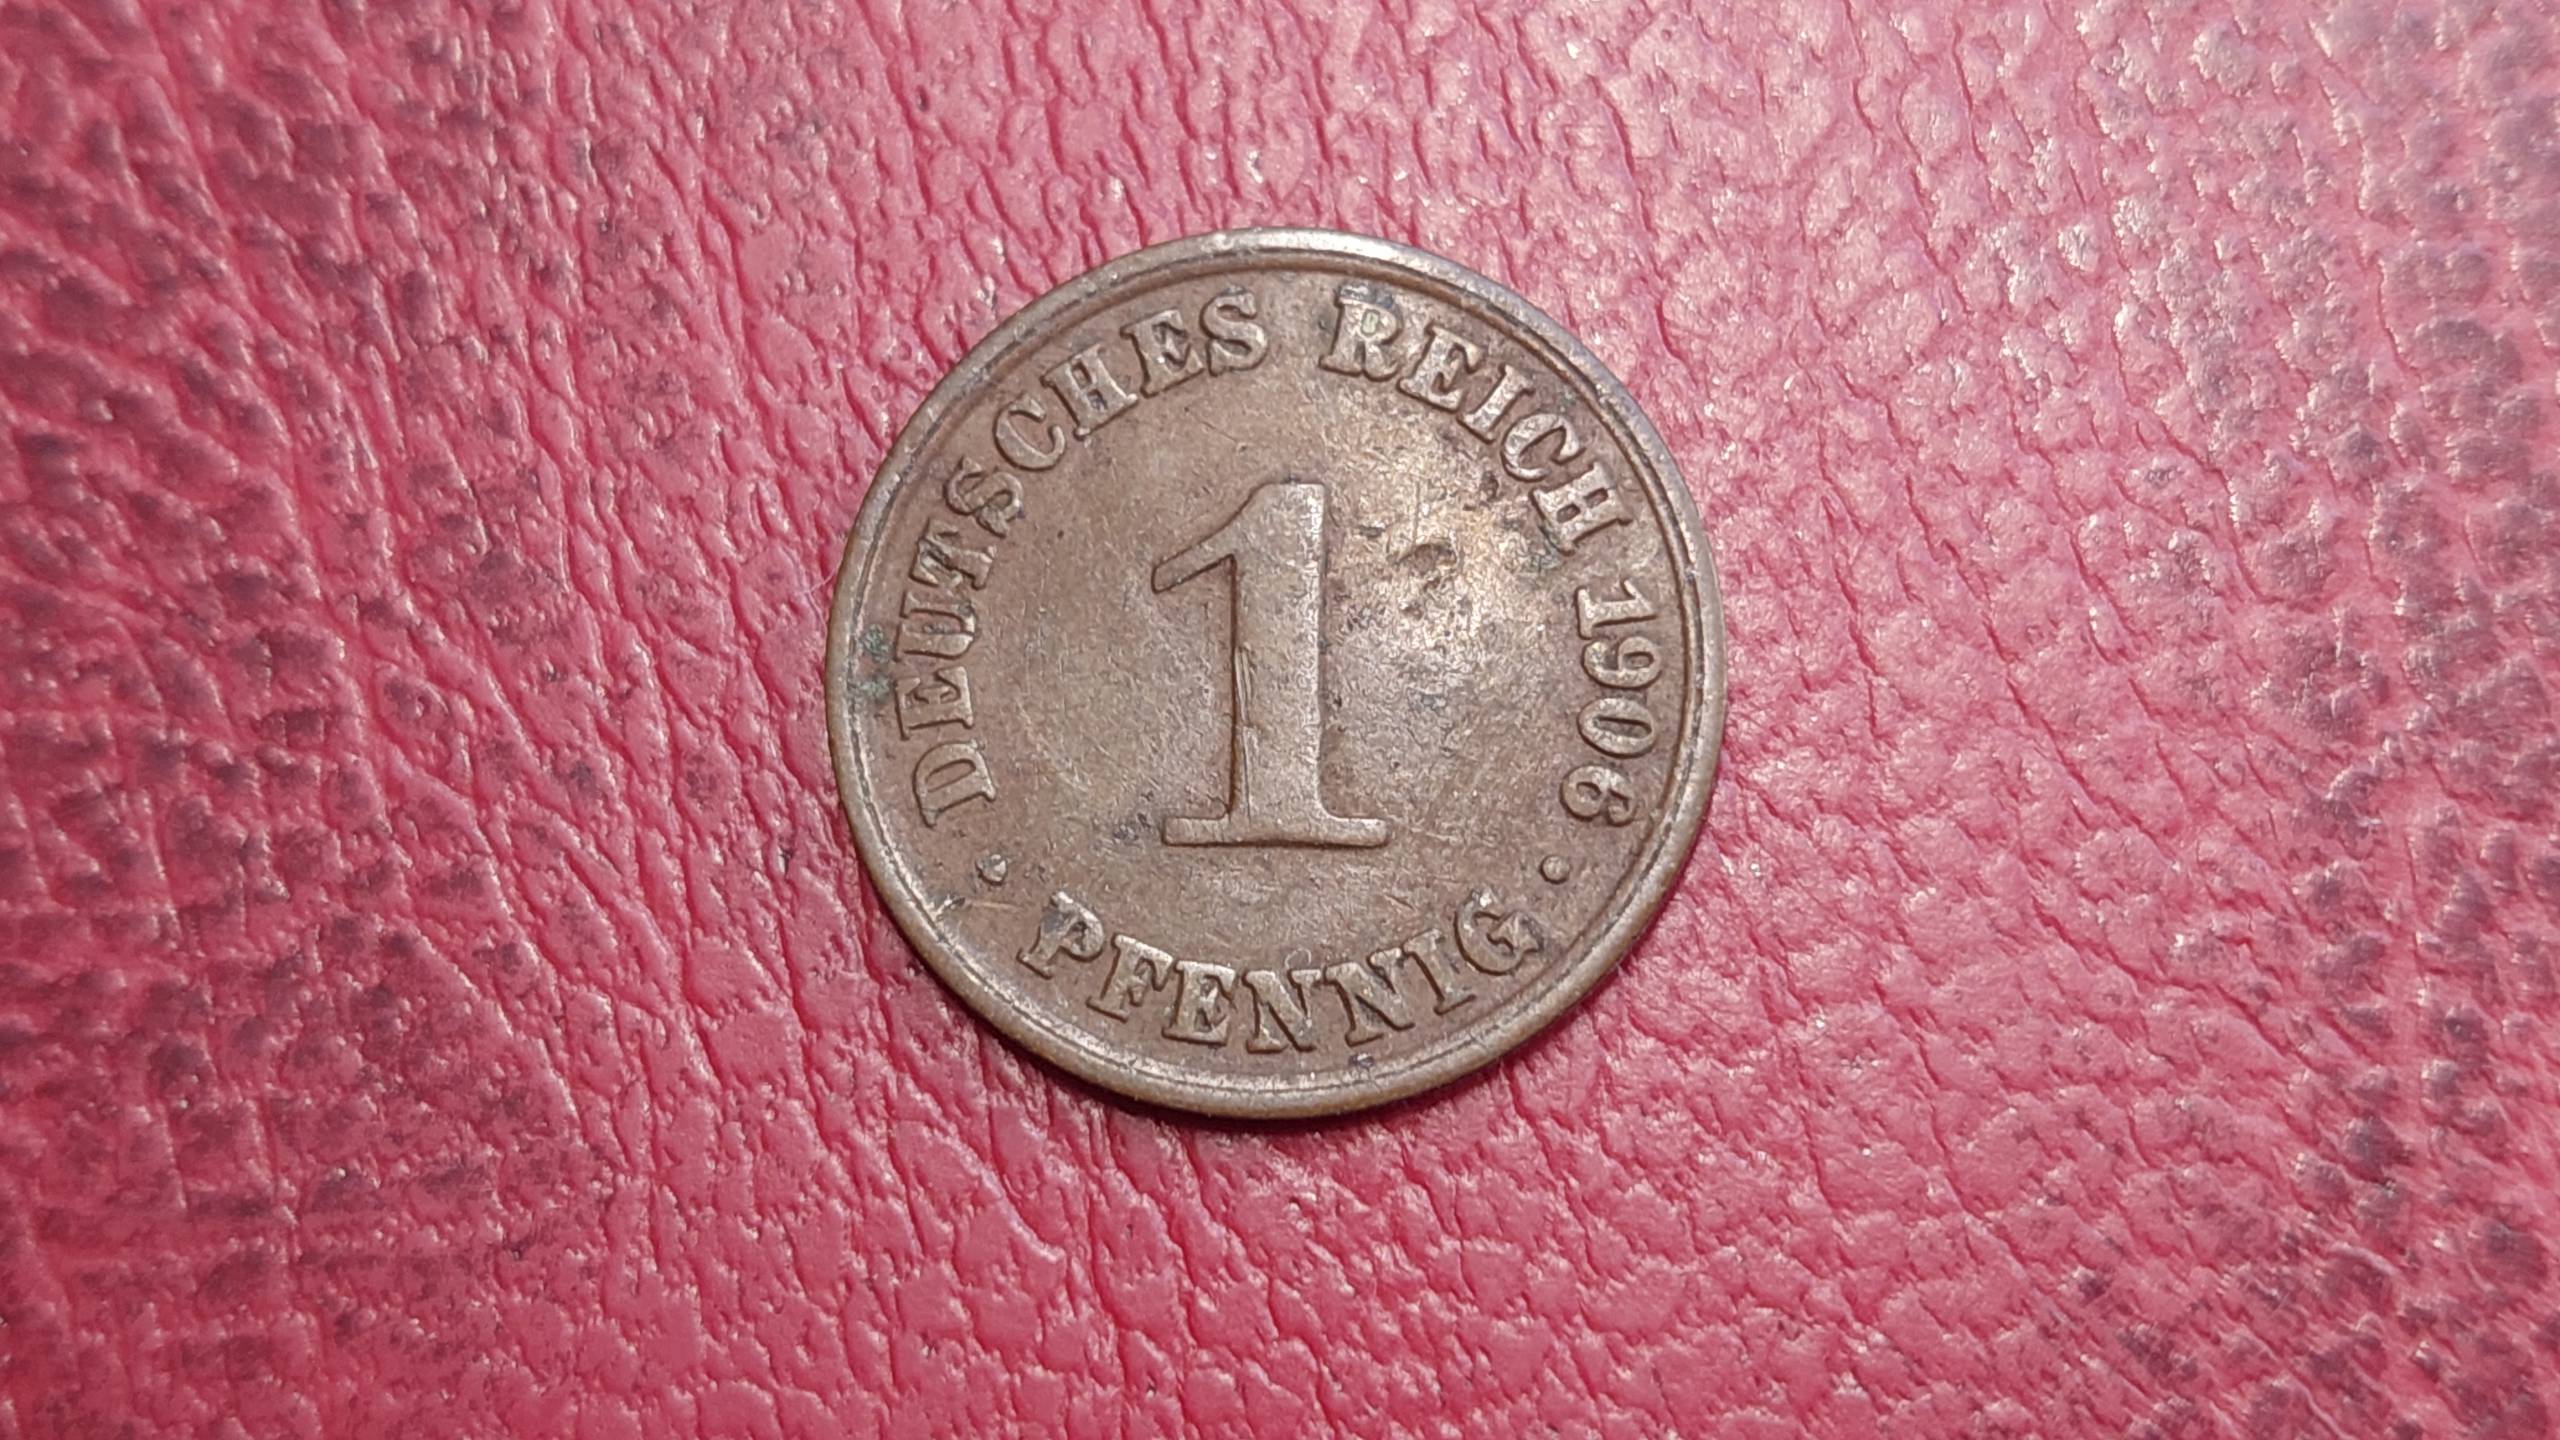 DEUTSCHES REICH 1906
1
· PFENNIG ·